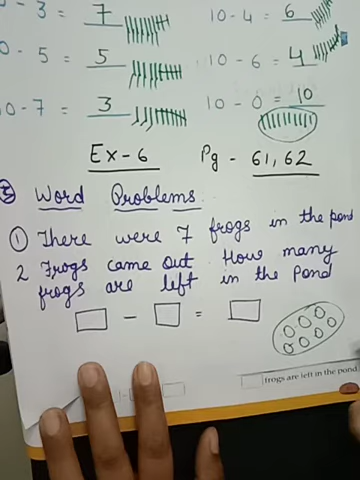 - 3 = 7
10 - 4 = 6
0 - 5 = 5
10 - 6 = 4
10 - 7 = 3
10 - 0 = 10
Ex - 6 Pg - 61, 62
Word Problems
① There were 7 frogs in the pond
2 Frogs came out. How many
frogs are left in the Pond
- =
frogs are left in the pond.